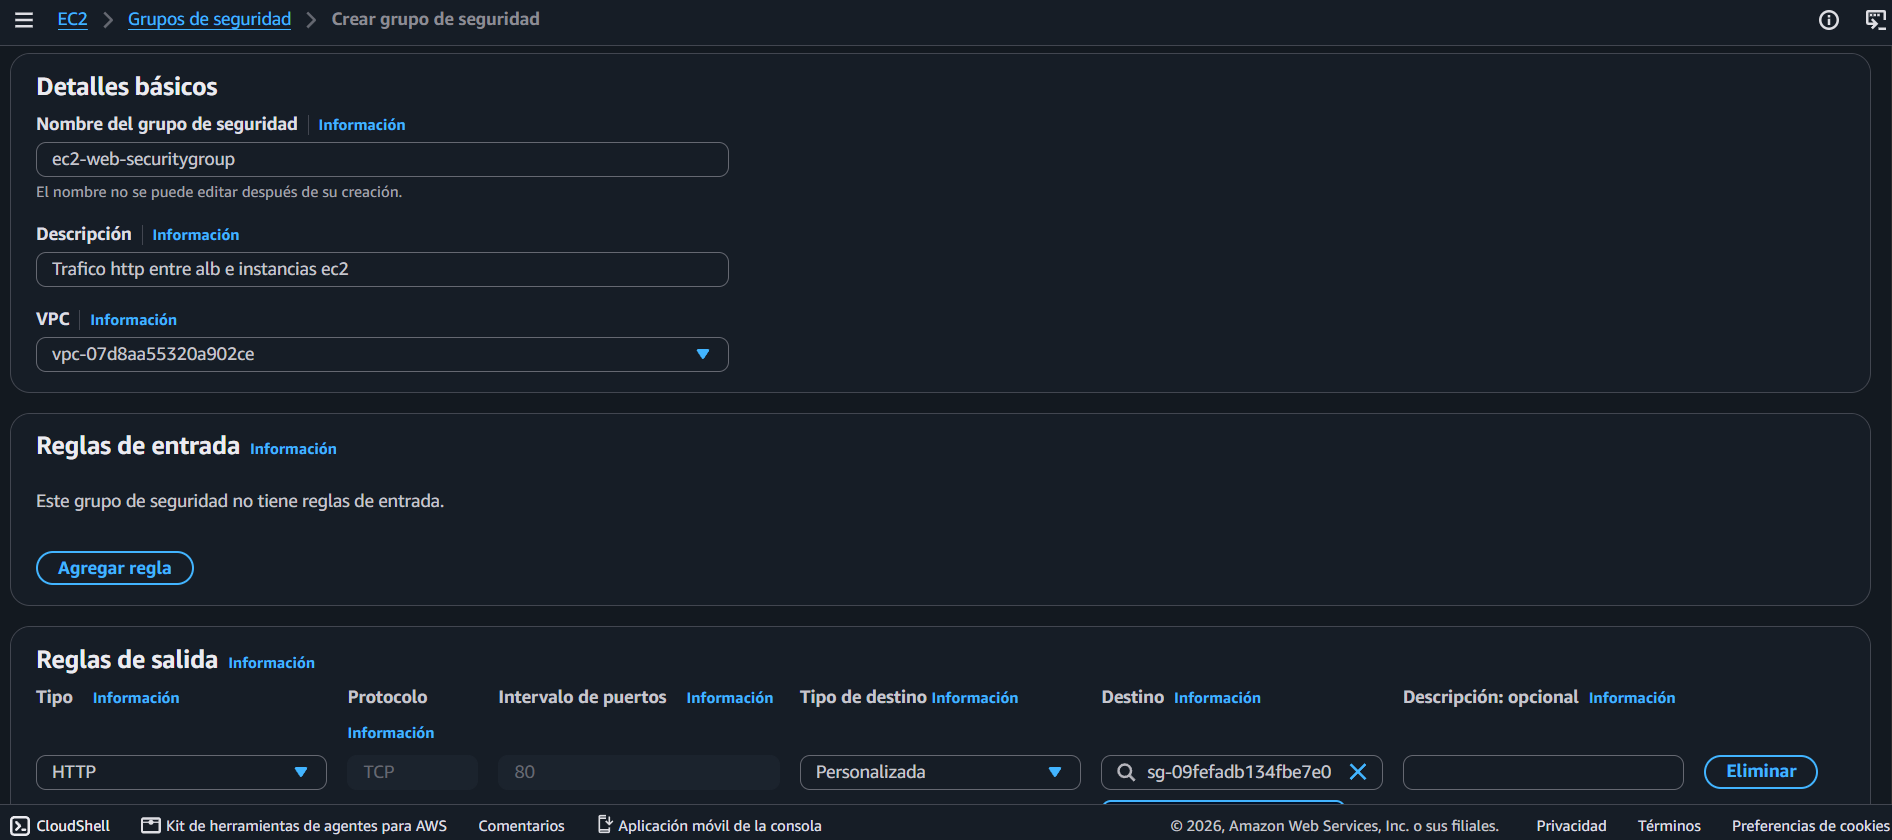 EC2 > Grupos de seguridad > Crear grupo de seguridad
Detalles básicos
Nombre del grupo de seguridad | Información
ec2-web-securitygroup
El nombre no se puede editar después de su creación.
Descripción | Información
Trafico http entre alb e instancias ec2
VPC | Información
vpc-07d8aa55320a902ce
Reglas de entrada Información
Este grupo de seguridad no tiene reglas de entrada.
Agregar regla
Reglas de salida Información
Tipo Información Protocolo Intervalo de puertos Información Tipo de destino Información Destino Información Descripción: opcional Información
Información
HTTP TCP 80 Personalizada sg-09fefadb134fbe7e0 Eliminar
CloudShell Kit de herramientas de agentes para AWS Comentarios Aplicación móvil de la consola © 2026, Amazon Web Services, Inc. o sus filiales. Privacidad Términos Preferencias de cookies